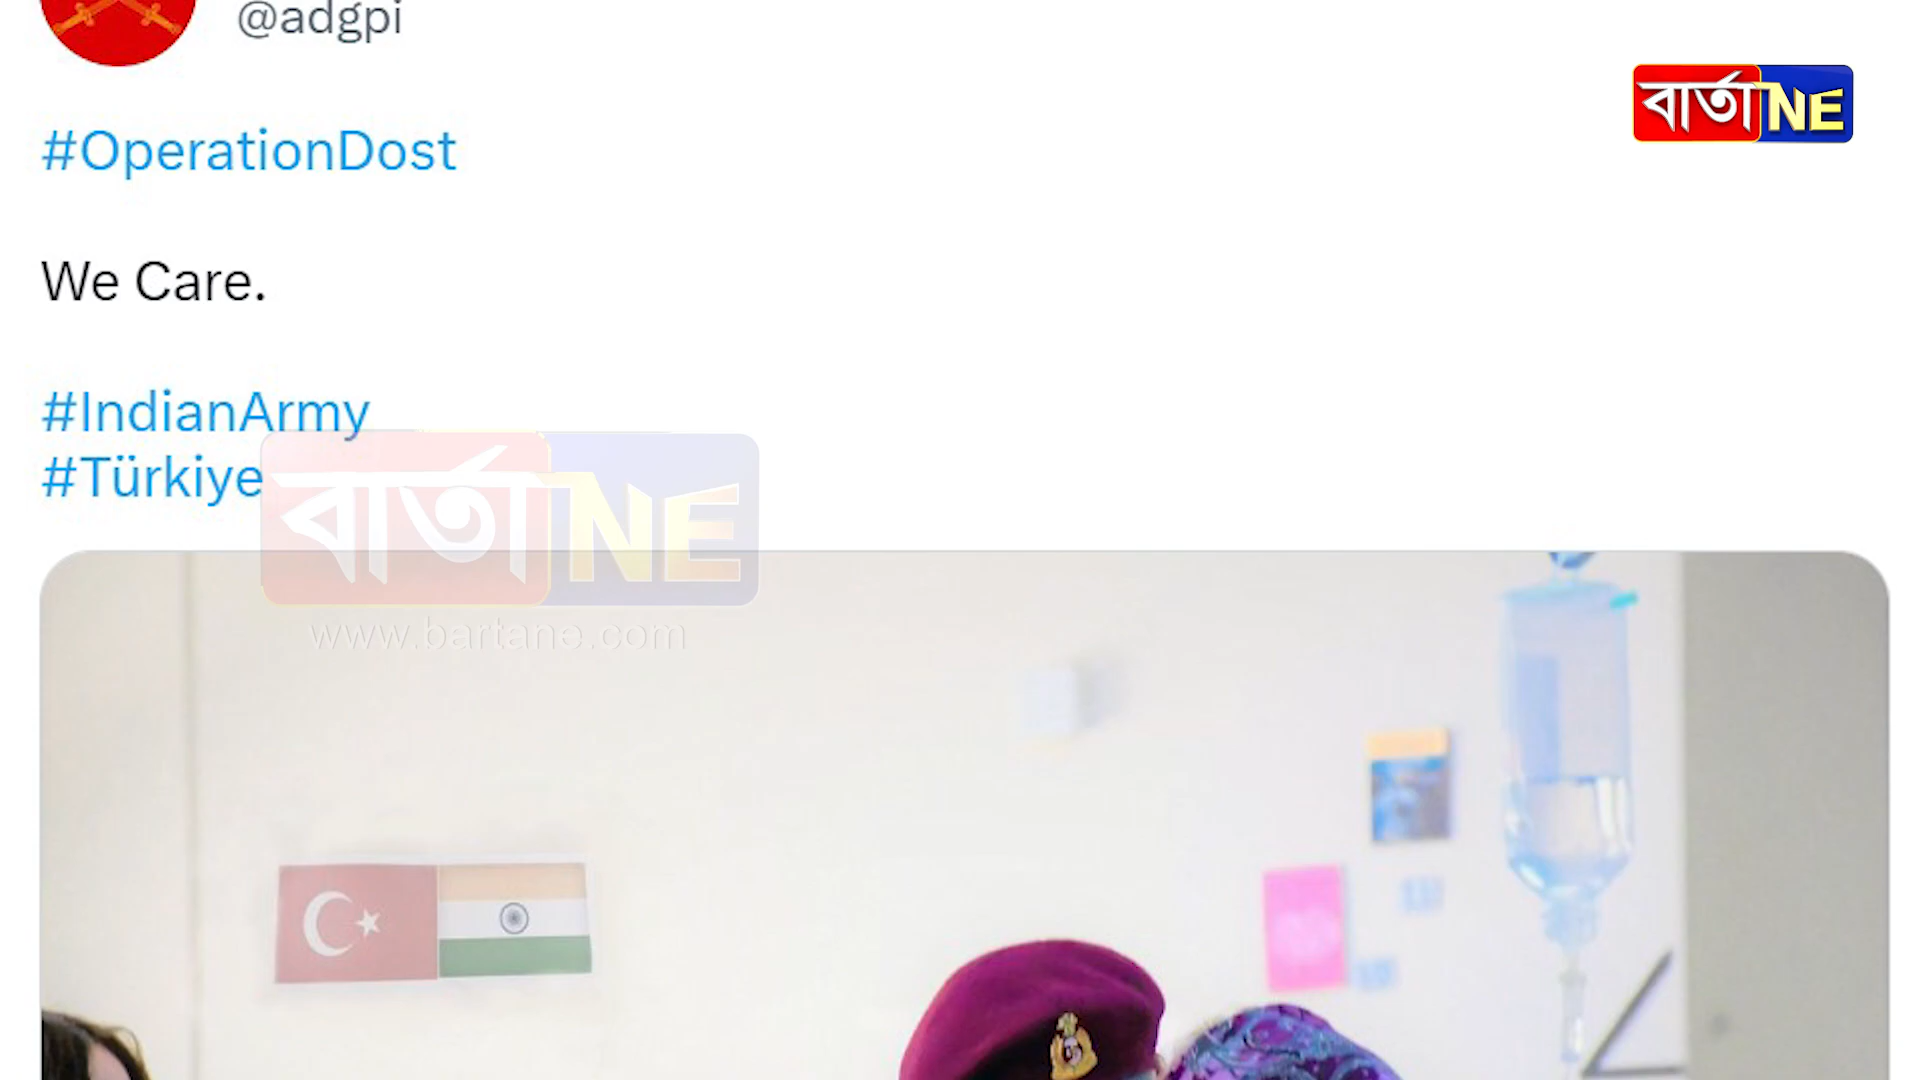 @adgpi
বার্তা NE
#OperationDost
We Care.
#IndianArmy
#Türkiye
বার্তা NE
www.bartane.com